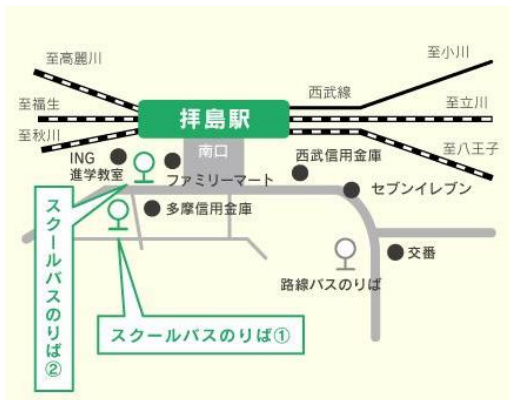 至高麗川
至小川
西武線
至福生
拝島駅
至立川
至秋川
南口
至八王子
ING
進学教室
ファミリーマート
西武信用金庫
セブンイレブン
多摩信用金庫
スクールバスのりば②
交番
路線バスのりば
スクールバスのりば①